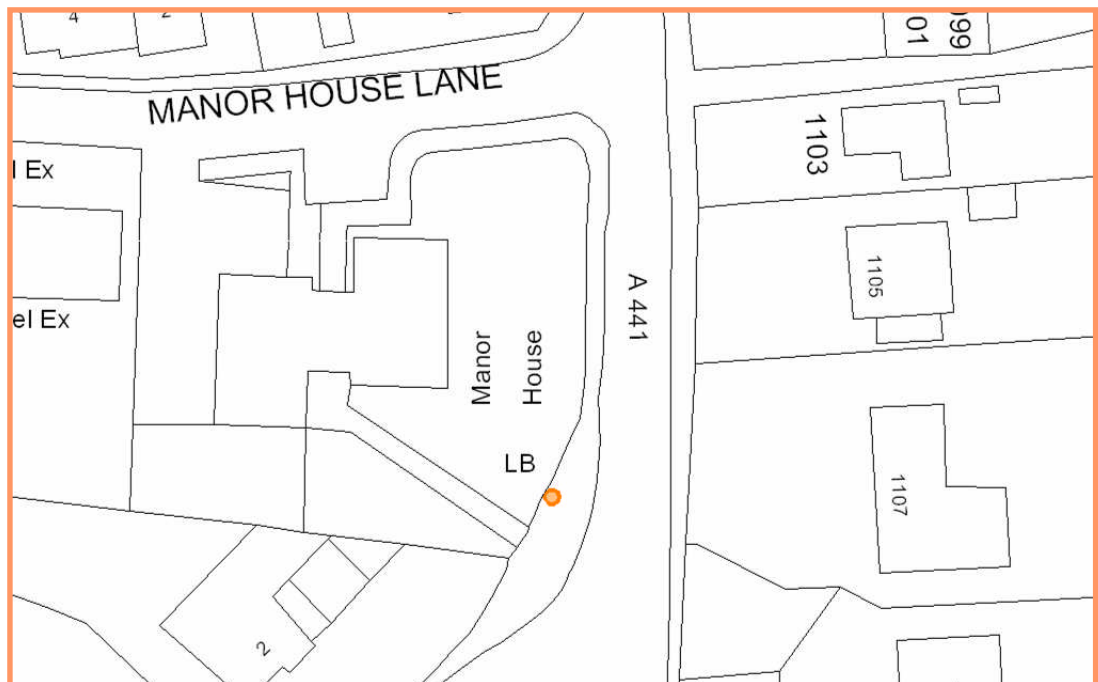 4
2
01
099
MANOR HOUSE LANE
1103
l Ex
1105
el Ex
A 441
Manor
House
LB
1107
2